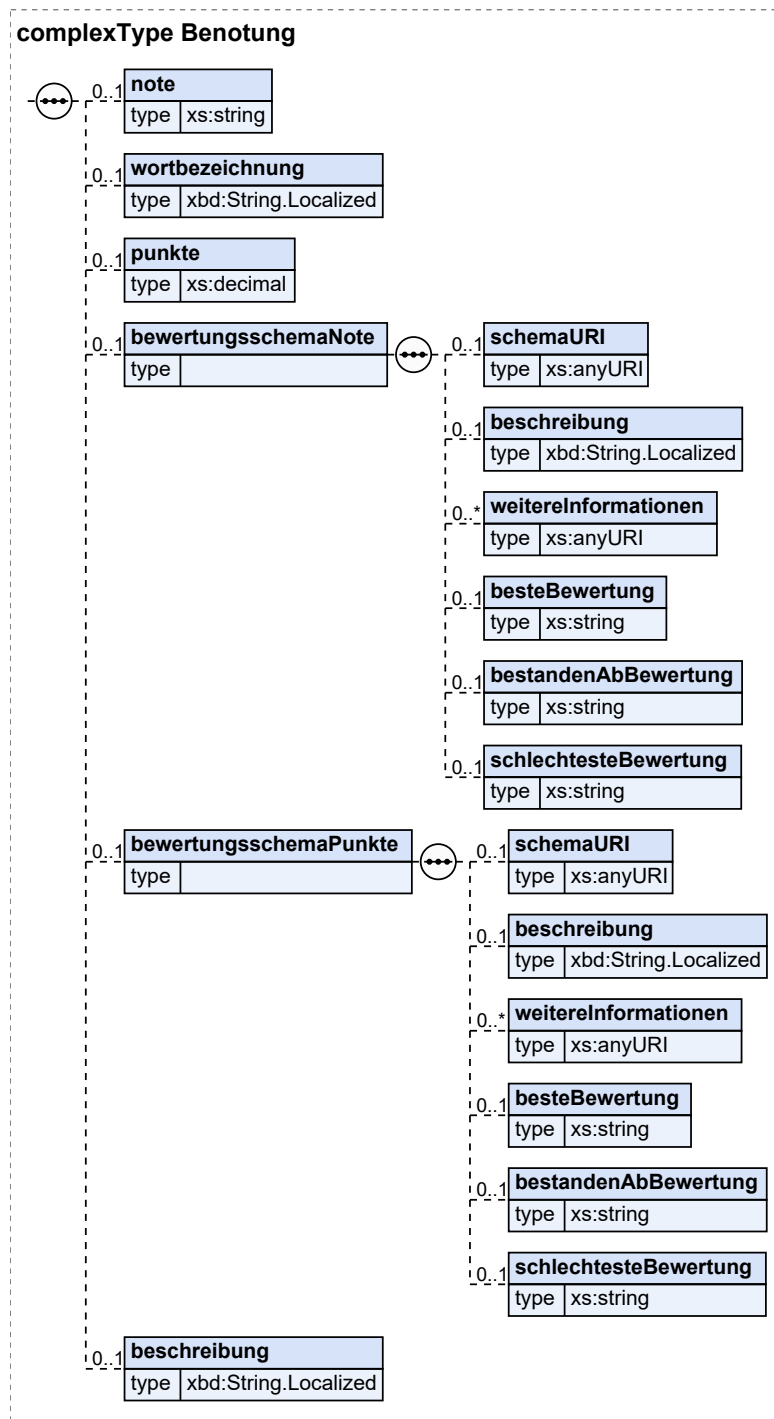 complexType Benotung
0..1 note
type xs:string
0..1 wortbezeichnung
type xbd:String.Localized
0..1 punkte
type xs:decimal
0..1 bewertungsschemaNote
type
0..1 schemaURI
type xs:anyURI
0..1 beschreibung
type xbd:String.Localized
0..* weitereInformationen
type xs:anyURI
0..1 besteBewertung
type xs:string
0..1 bestandenAbBewertung
type xs:string
0..1 schlechtesteBewertung
type xs:string
0..1 bewertungsschemaPunkte
type
0..1 schemaURI
type xs:anyURI
0..1 beschreibung
type xbd:String.Localized
0..* weitereInformationen
type xs:anyURI
0..1 besteBewertung
type xs:string
0..1 bestandenAbBewertung
type xs:string
0..1 schlechtesteBewertung
type xs:string
0..1 beschreibung
type xbd:String.Localized